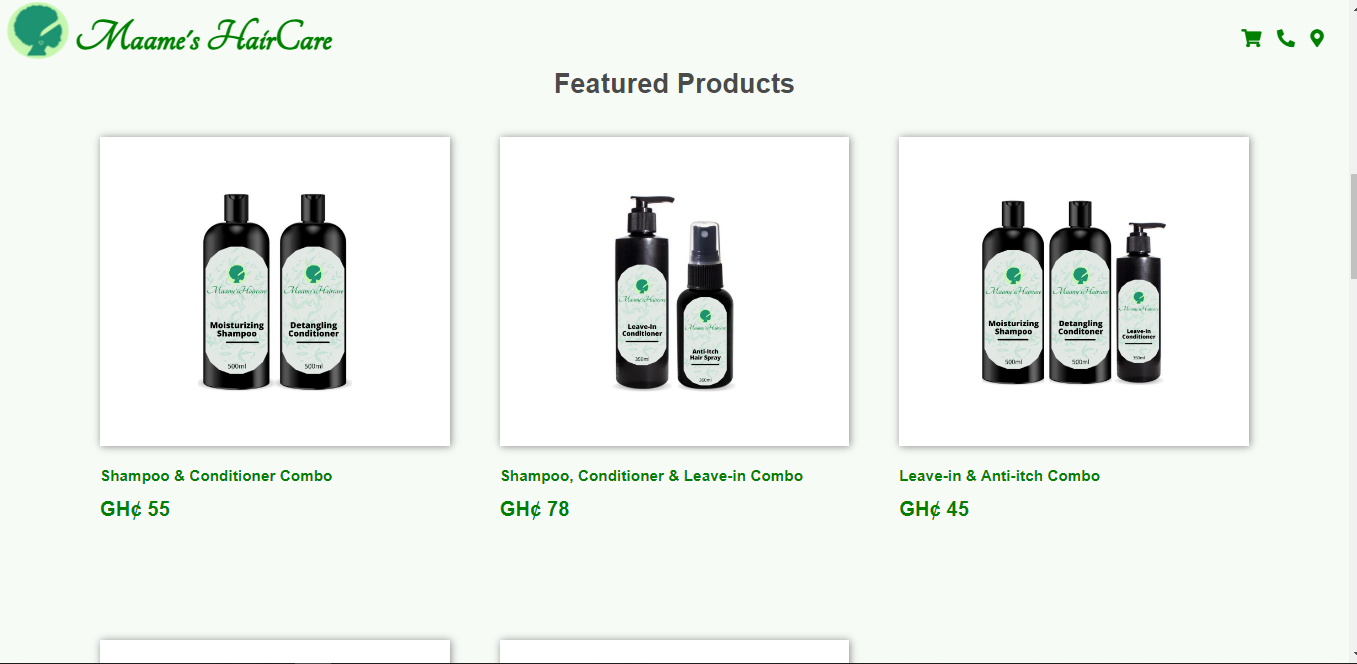 Maame's HairCare
Featured Products
Maame's Haircare
Moisturizing
Shampoo
500ml
Maame's Haircare
Detangling
Conditioner
500ml
Maame's Haircare
Leave-In
Conditioner
350ml
Maame's Haircare
Anti-Itch
Hair Spray
Maame's Haircare
Moisturizing
Shampoo
500ml
Maame's Haircare
Detangling
Conditoner
500ml
Maame's Haircare
Leave-In
Conditioner
350ml
Shampoo & Conditioner Combo
GH₵ 55
Shampoo, Conditioner & Leave-in Combo
GH₵ 78
Leave-in & Anti-itch Combo
GH₵ 45